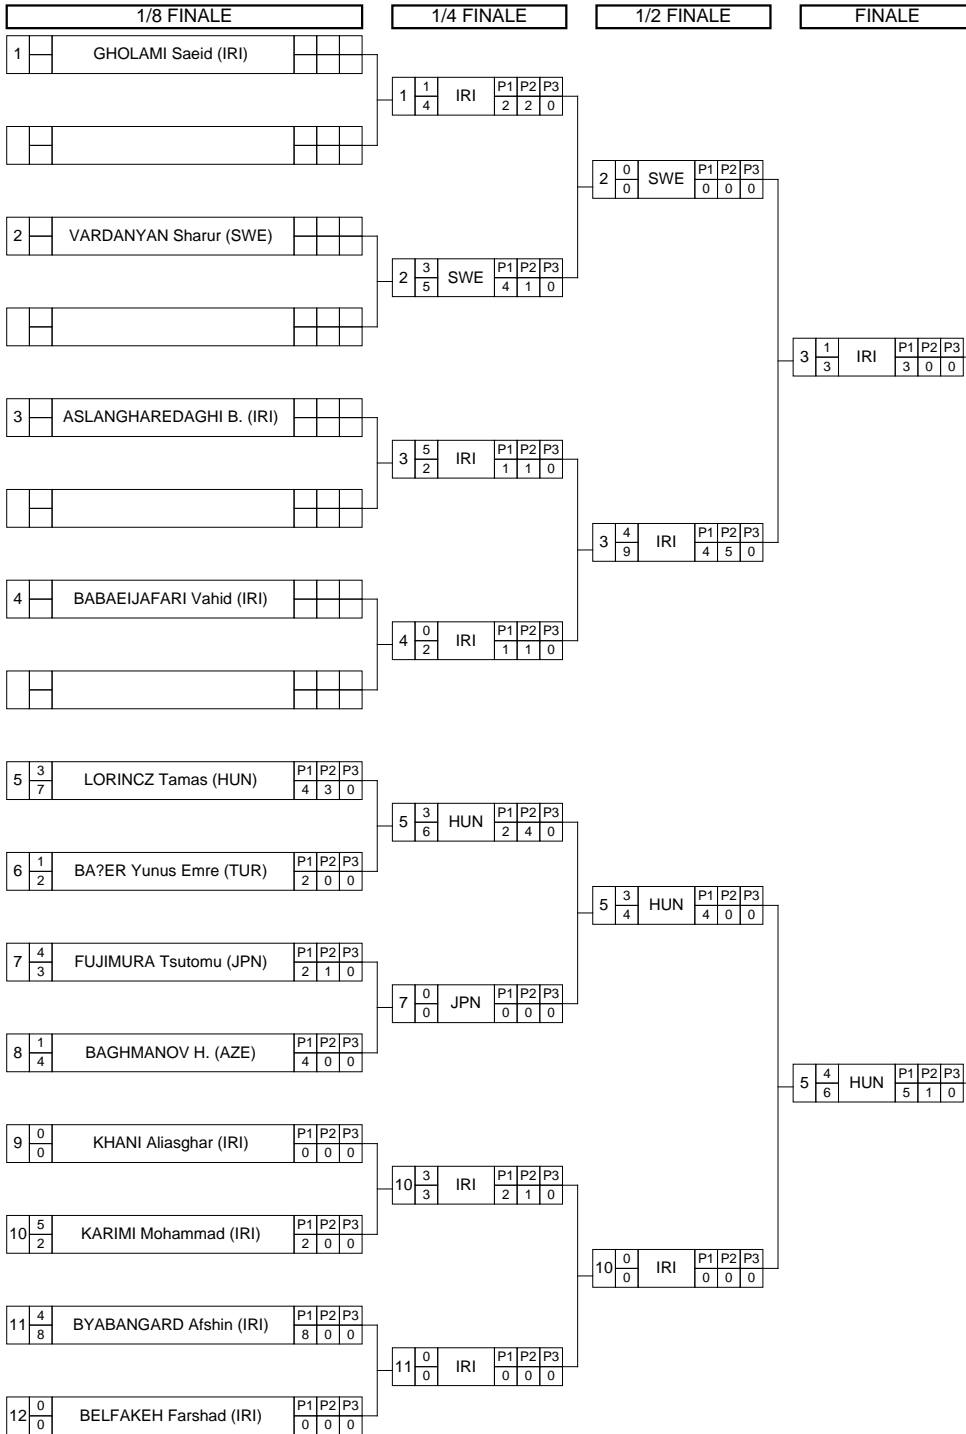 1/8 FINALE 1/4 FINALE 1/2 FINALE FINALE
1 GHOLAMI Saeid (IRI)
1 1 4 IRI P1 P2 P3 2 2 0
2 0 0 SWE P1 P2 P3 0 0 0
2 VARDANYAN Sharur (SWE)
2 3 5 SWE P1 P2 P3 4 1 0
3 1 3 IRI P1 P2 P3 3 0 0
3 ASLANGHAREDAGHI B. (IRI)
3 5 2 IRI P1 P2 P3 1 1 0
3 4 9 IRI P1 P2 P3 4 5 0
4 BABAEIJAFARI Vahid (IRI)
4 0 2 IRI P1 P2 P3 1 1 0
5 3 7 LORINCZ Tamas (HUN) P1 P2 P3 4 3 0
5 3 6 HUN P1 P2 P3 2 4 0
6 1 2 BA?ER Yunus Emre (TUR) P1 P2 P3 2 0 0
5 3 4 HUN P1 P2 P3 4 0 0
7 4 3 FUJIMURA Tsutomu (JPN) P1 P2 P3 2 1 0
7 0 0 JPN P1 P2 P3 0 0 0
8 1 4 BAGHMANOV H. (AZE) P1 P2 P3 4 0 0
5 4 6 HUN P1 P2 P3 5 1 0
9 0 0 KHANI Aliasghar (IRI) P1 P2 P3 0 0 0
10 3 3 IRI P1 P2 P3 2 1 0
10 5 2 KARIMI Mohammad (IRI) P1 P2 P3 2 0 0
10 0 0 IRI P1 P2 P3 0 0 0
11 4 8 BYABANGARD Afshin (IRI) P1 P2 P3 8 0 0
11 0 0 IRI P1 P2 P3 0 0 0
12 0 0 BELFAKEH Farshad (IRI) P1 P2 P3 0 0 0